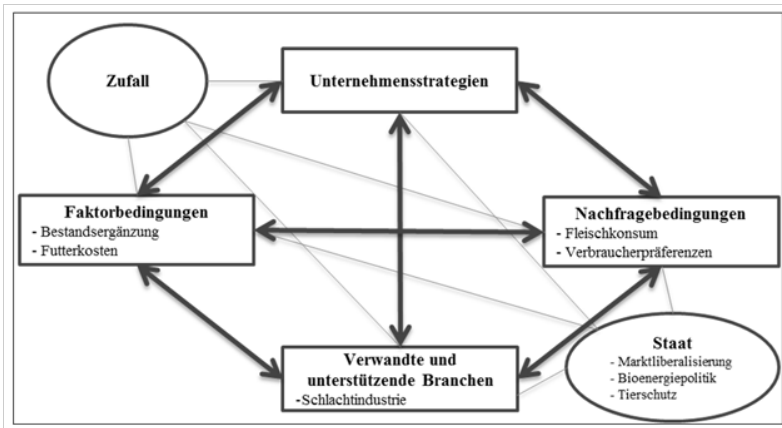 Zufall
Unternehmensstrategien
Faktorbedingungen
- Bestandsergänzung
- Futterkosten
Nachfragebedingungen
- Fleischkonsum
- Verbraucherpräferenzen
Verwandte und
unterstützende Branchen
-Schlachtindustrie
Staat
- Marktliberalisierung
- Bioenergiepolitik
- Tierschutz